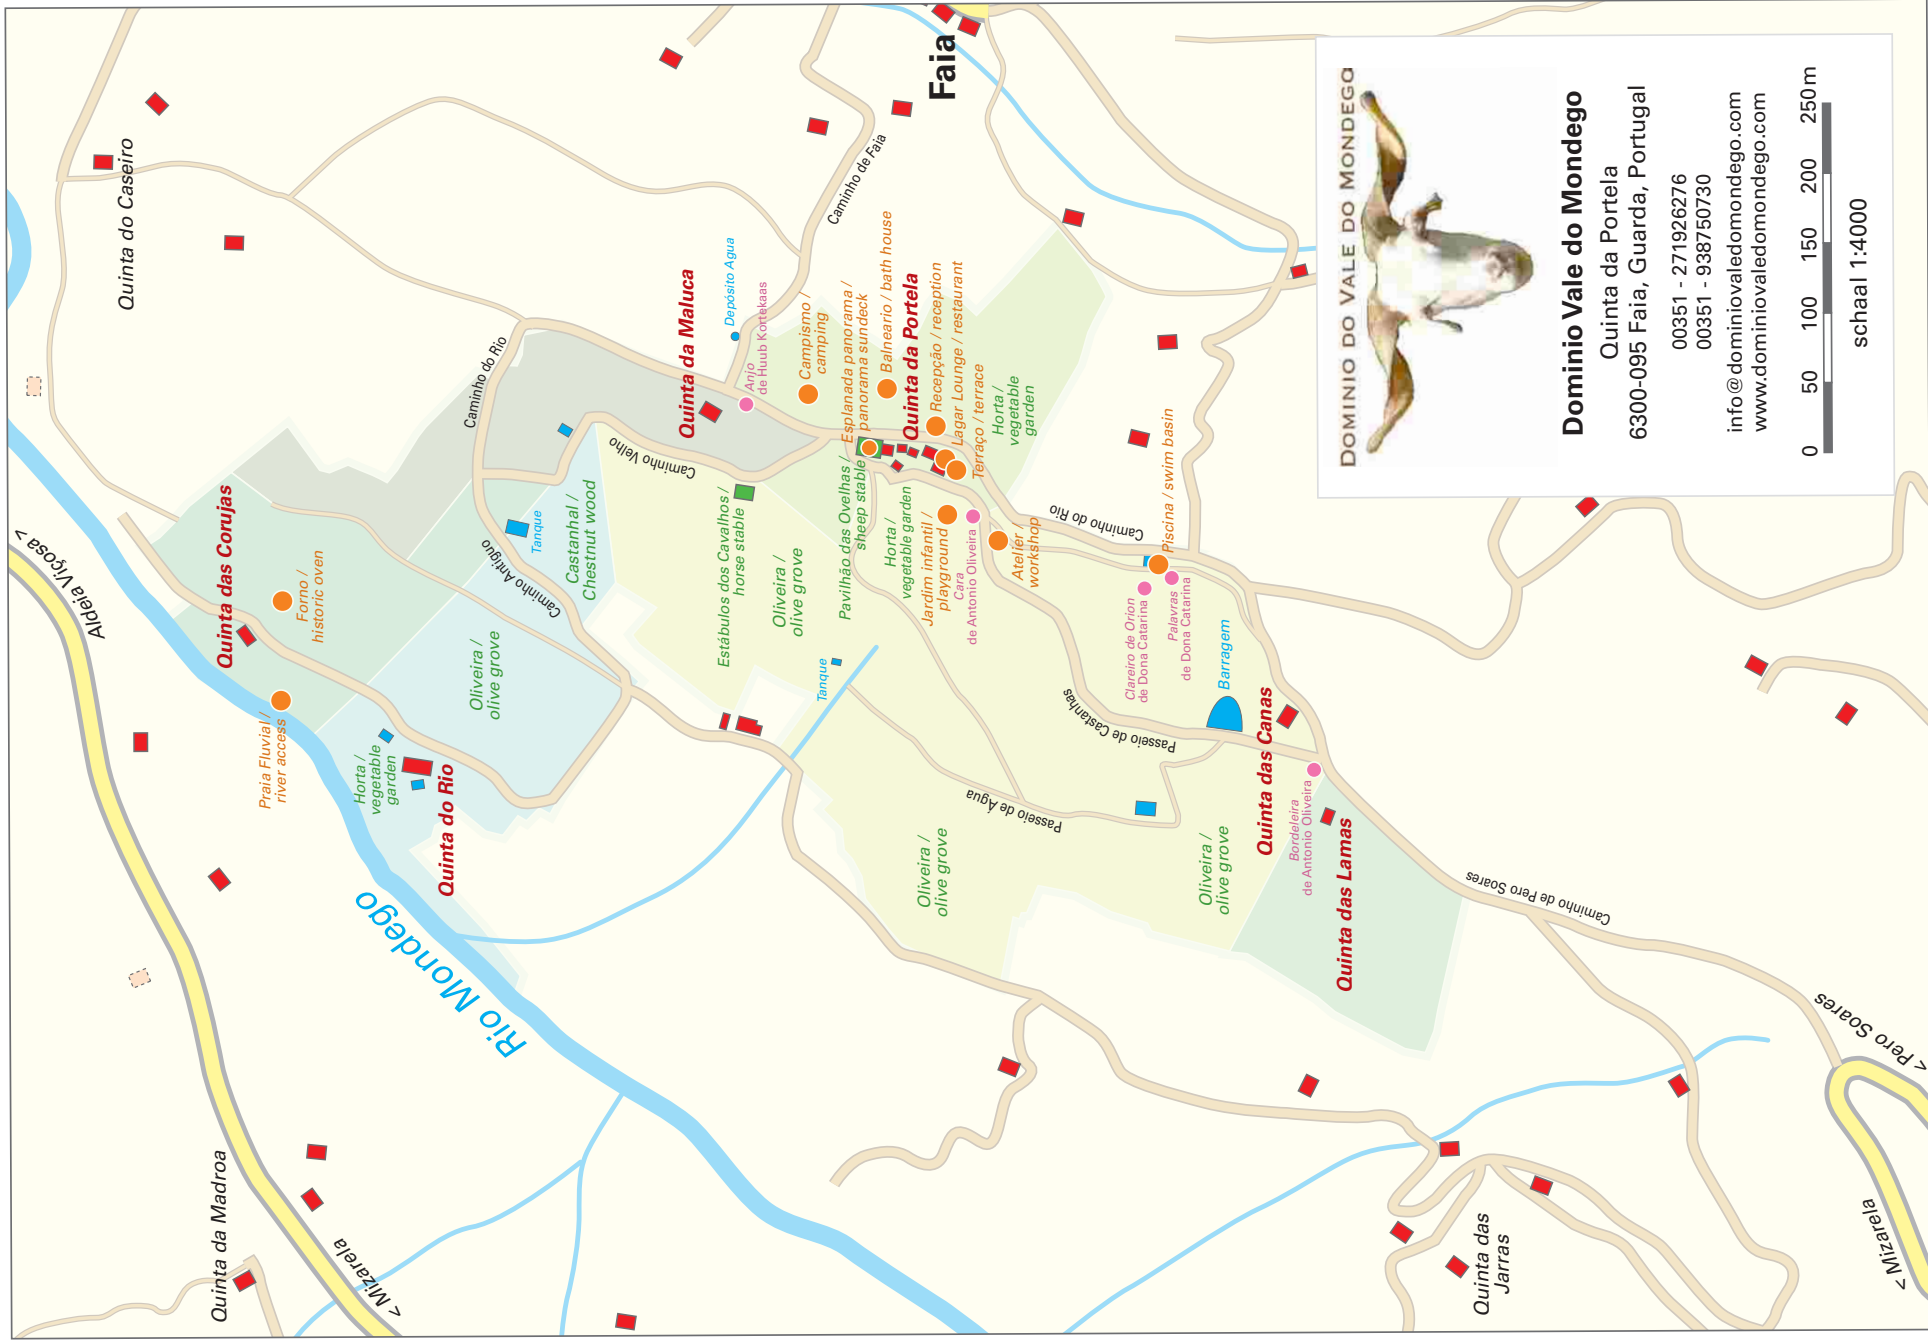 Aldeia Viçosa >
Quinta da Madroa
< Mizarela
Quinta do Caseiro
Quinta das Corujas
Forno /
historic oven
Praia Fluvial /
river access
Horta /
vegetable
garden
Quinta do Rio
Rio Mondego
Oliveira /
olive grove
Caminho do Rio
Caminho Antiguo
Tanque
Castanhal /
Chestnut wood
Caminho Velho
Quinta da Maluca
Depósito Agua
Anjo
de Huub Kortekaas
Estábulos dos Cavalhos /
horse stable
Oliveira /
olive grove
Tanque
Campismo /
camping
Caminho de Faia
Esplanada panorama /
panorama sundeck
Balneario / bath house
Quinta da Portela
Recepção / reception
Lagar Lounge / restaurant
Terraço / terrace
Horta /
vegetable
garden
Pavilhão das Ovelhas /
sheep stable
Horta /
vegetable garden
Jardim infantil /
playground
Cara
de Antonio Oliveira
Atelier /
workshop
Caminho do Rio
Piscina / swim basin
Clareiro de Orion
de Dona Catarina
Palavras
de Dona Catarina
Barragem
Passeio de Castanhas
Passeio de Água
Oliveira /
olive grove
Oliveira /
olive grove
Quinta das Canas
Bordeleira
de Antonio Oliveira
Quinta das Lamas
Caminho de Pero Soares
< Pero Soares
< Mizarela
Quinta das
Jarras
Faia
DOMINIO DO VALE DO MONDEGO
Dominio Vale do Mondego
Quinta da Portela
6300-095 Faia, Guarda, Portugal
00351 - 271926276
00351 - 938750730
info@dominiovaledomondego.com
www.dominiovaledomondego.com
0 50 100 150 200 250m
schaal 1:4000